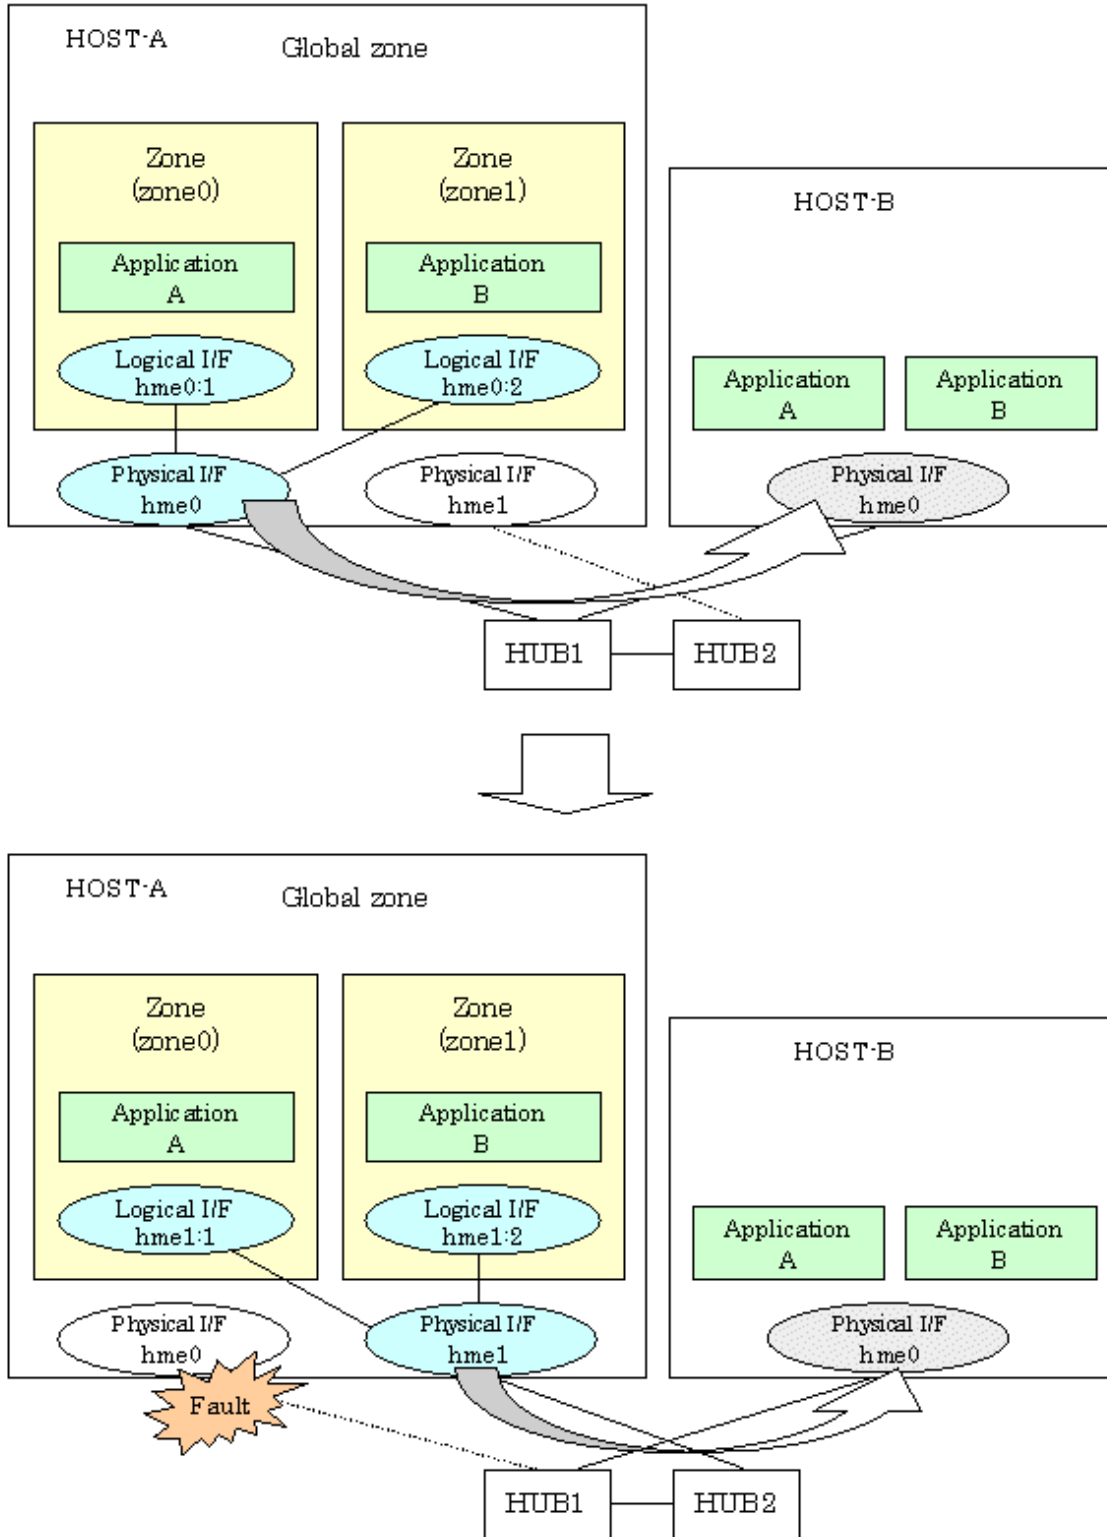 HOST-A
Global zone
Zone
(zone0)
Zone
(zone1)
Application
A
Application
B
Logical I/F
hme0:1
Logical I/F
hme0:2
Physical I/F
hme0
Physical I/F
hme1
HOST-B
Application
A
Application
B
Physical I/F
hme0
HUB1
HUB2
HOST-A
Global zone
Zone
(zone0)
Zone
(zone1)
Application
A
Application
B
Logical I/F
hme1:1
Logical I/F
hme1:2
Physical I/F
hme0
Physical I/F
hme1
Fault
HOST-B
Application
A
Application
B
Physical I/F
hme0
HUB1
HUB2